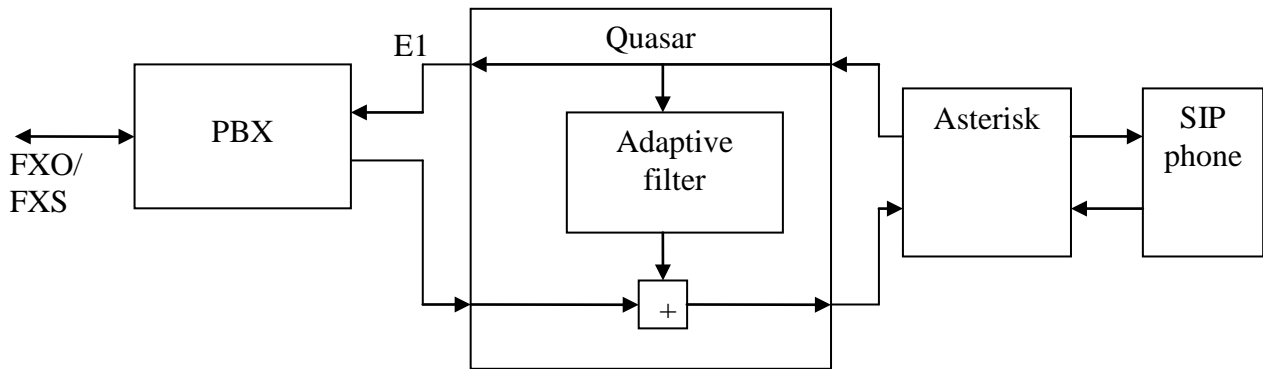 E1
Quasar
PBX
FXO/
FXS
Adaptive
filter
+
Asterisk
SIP
phone